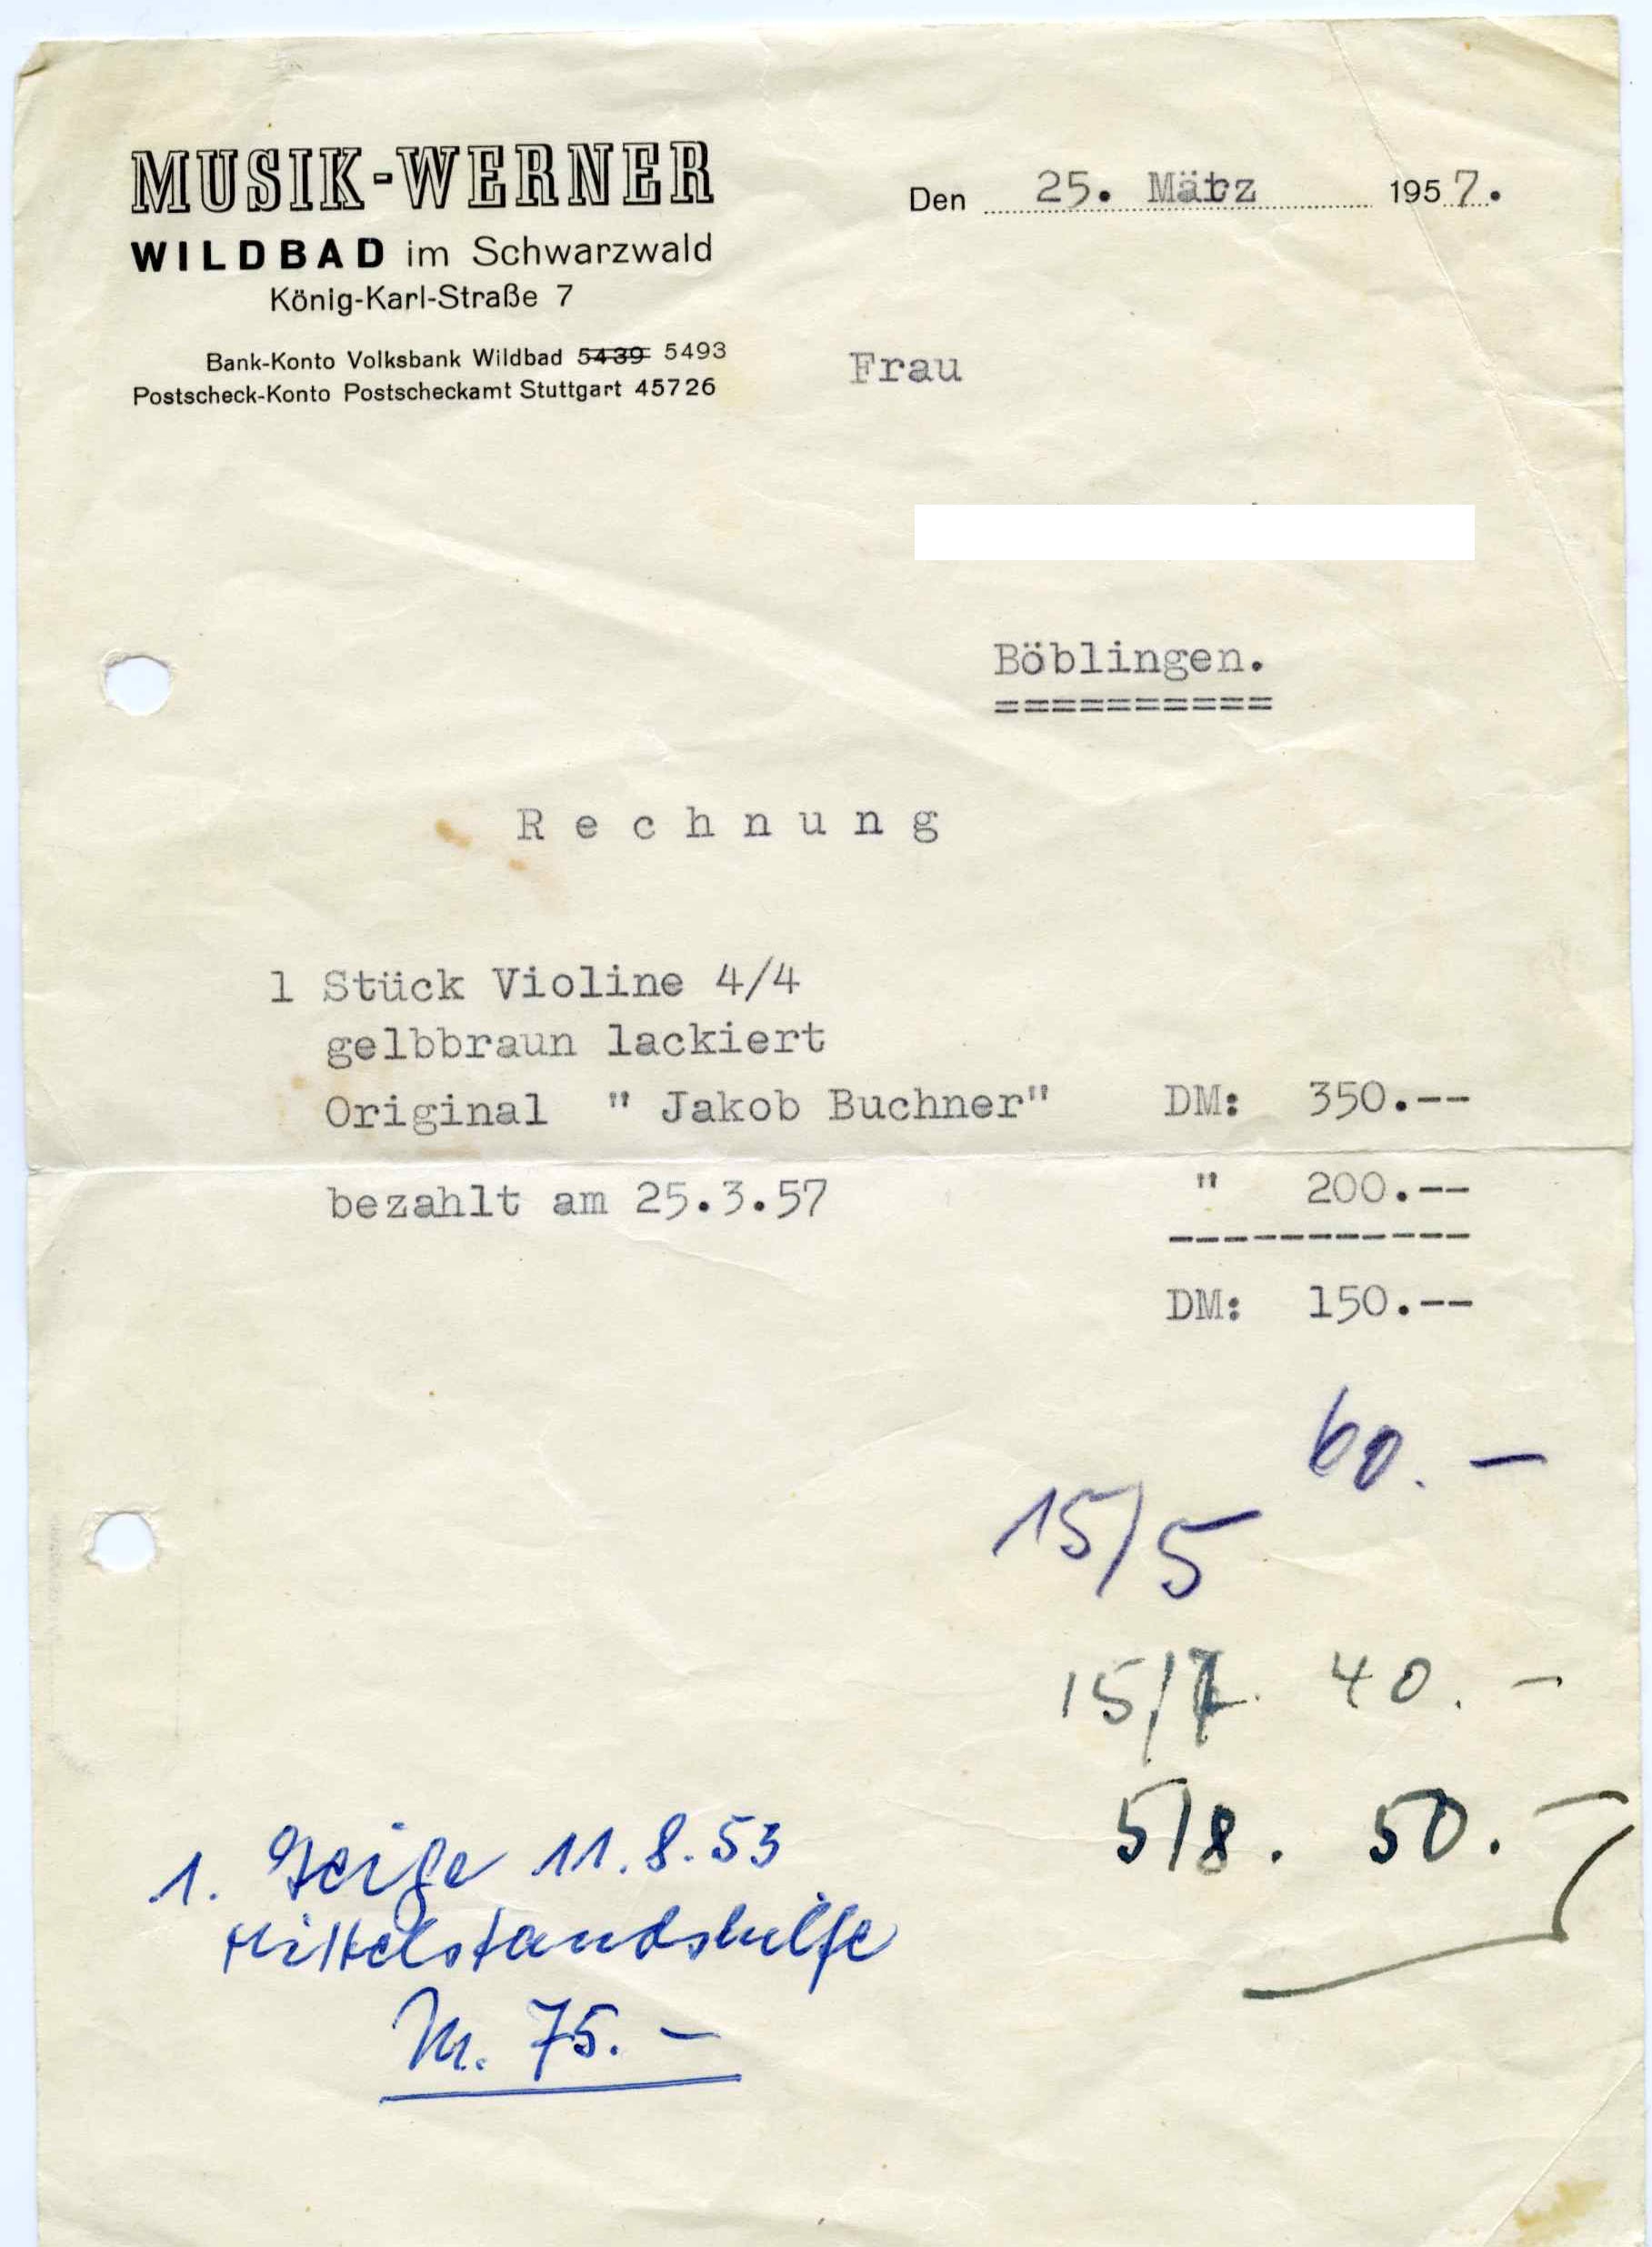 MUSIK-WERNER
WILDBAD im Schwarzwald
König-Karl-Straße 7
Bank-Konto Volksbank Wildbad 5439 5493
Postscheck-Konto Postscheckamt Stuttgart 45726
Den 25. März 1957.
Frau
Böblingen.
==========
Rechnung
1 Stück Violine 4/4
gelbbraun lackiert
Original " Jakob Buchner" DM: 350.--
bezahlt am 25.3.57 " 200.--
-----------
DM: 150.--
60.-
15/5
15/7. 40.-
5/8. 50.-
1. Geige 11.8.53
Mittelstandshilfe
M. 75.-